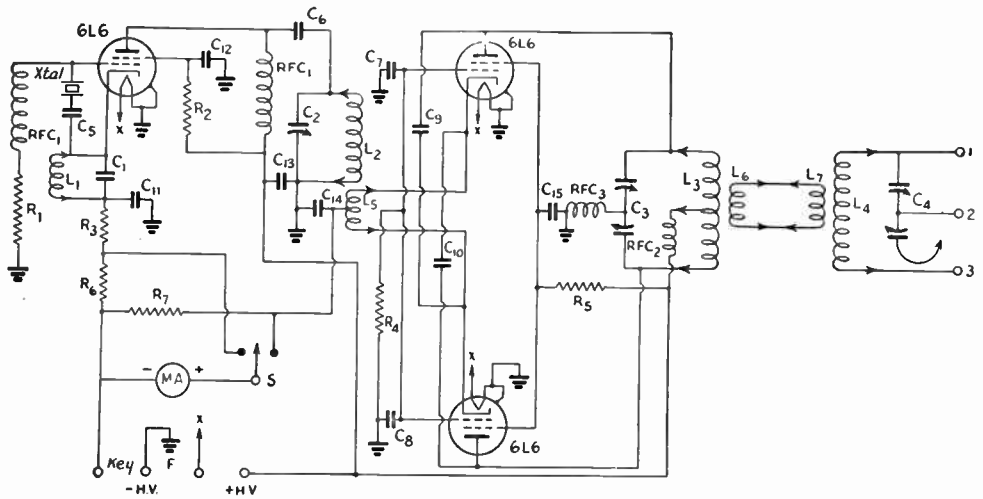 6L6
C6
6L6
C12
C7
Xtal
RFC1
R2
C5
C2
C9
RFC1
L2
C1
C13
L1
C15
RFC3
L3
L6
L7
C11
C14
L5
C3
L4
C4
1
2
3
R1
R3
C10
RFC2
R6
R7
R4
R5
- MA +
S
x
x
x
x
C8
6L6
Key
F
-H.V.
+HV